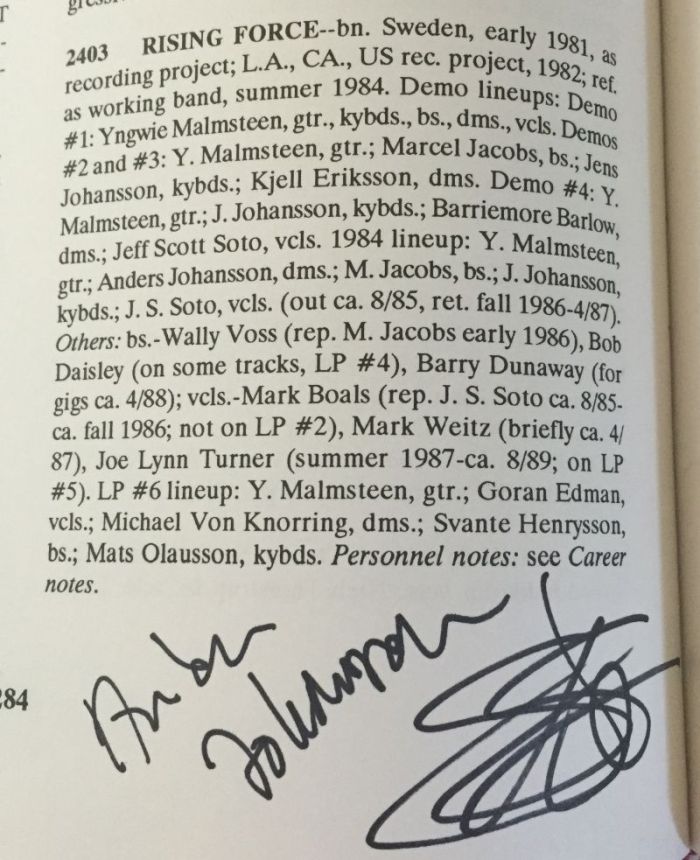 2403 RISING FORCE--bn. Sweden, early 1981, as
recording project; L.A., CA., US rec. project, 1982; ref.
as working band, summer 1984. Demo lineups: Demo
#1: Yngwie Malmsteen, gtr., kybds., bs., dms., vcls. Demos
#2 and #3: Y. Malmsteen, gtr.; Marcel Jacobs, bs.; Jens
Johansson, kybds.; Kjell Eriksson, dms. Demo #4: Y.
Malmsteen, gtr.; J. Johansson, kybds.; Barriemore Barlow,
dms.; Jeff Scott Soto, vcls. 1984 lineup: Y. Malmsteen,
gtr.; Anders Johansson, dms.; M. Jacobs, bs.; J. Johansson,
kybds.; J. S. Soto, vcls. (out ca. 8/85, ret. fall 1986-4/87).
Others: bs.-Wally Voss (rep. M. Jacobs early 1986), Bob
Daisley (on some tracks, LP #4), Barry Dunaway (for
gigs ca. 4/88); vcls.-Mark Boals (rep. J. S. Soto ca. 8/85-
ca. fall 1986; not on LP #2), Mark Weitz (briefly ca. 4/
87), Joe Lynn Turner (summer 1987-ca. 8/89; on LP
#5). LP #6 lineup: Y. Malmsteen, gtr.; Goran Edman,
vcls.; Michael Von Knorring, dms.; Svante Henrysson,
bs.; Mats Olausson, kybds. Personnel notes: see Career
notes.
Johansson
284